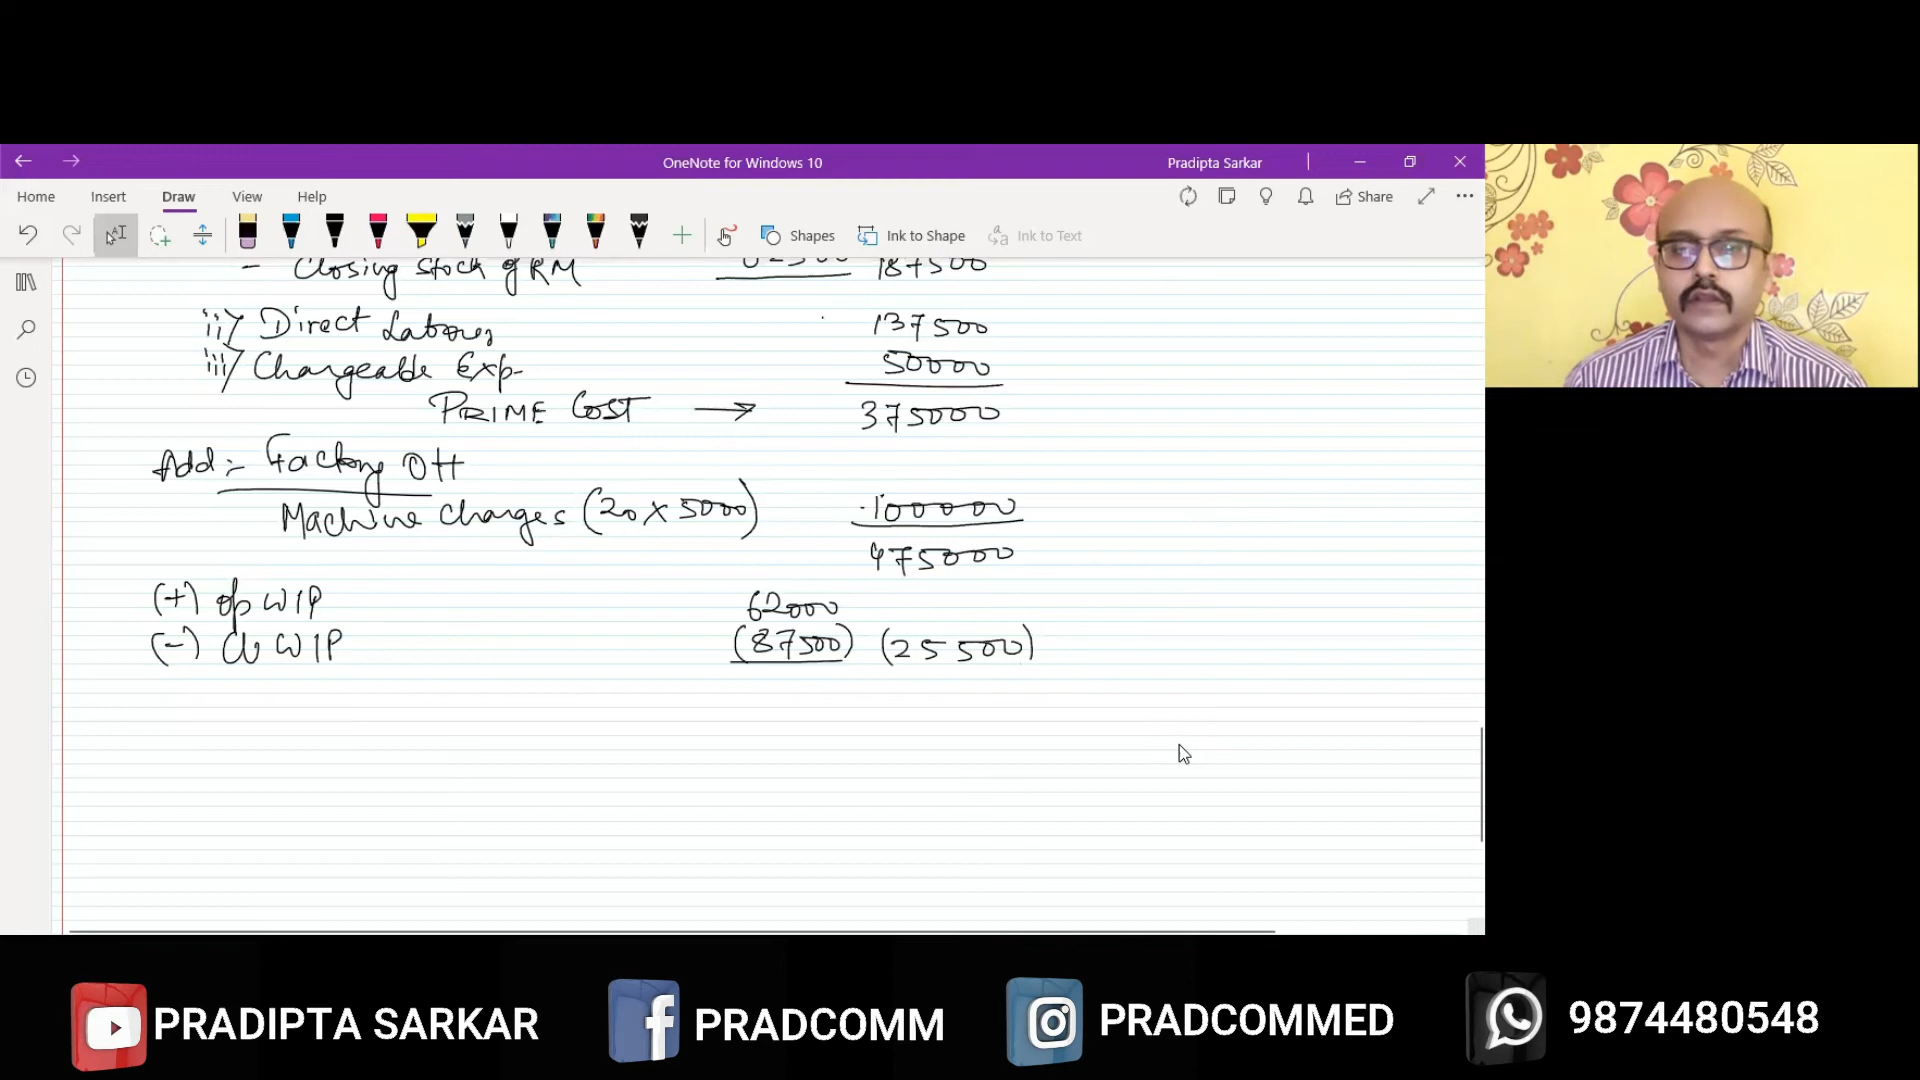 OneNote for Windows 10
Pradipta Sarkar
Home Insert Draw View Help
Share
Shapes Ink to Shape Ink to Text
- Closing Stock of RM 187500
ii) Direct Labour 137500
iii) Chargeable Exp- 50000
PRIME COST → 375000
Add:- Factory OH
Machine Charges (20 x 5000) 100000
475000
(+) op WIP 62000
(-) Cl WIP (87500) (25500)
PRADIPTA SARKAR
PRADCOMM
PRADCOMMED
9874480548